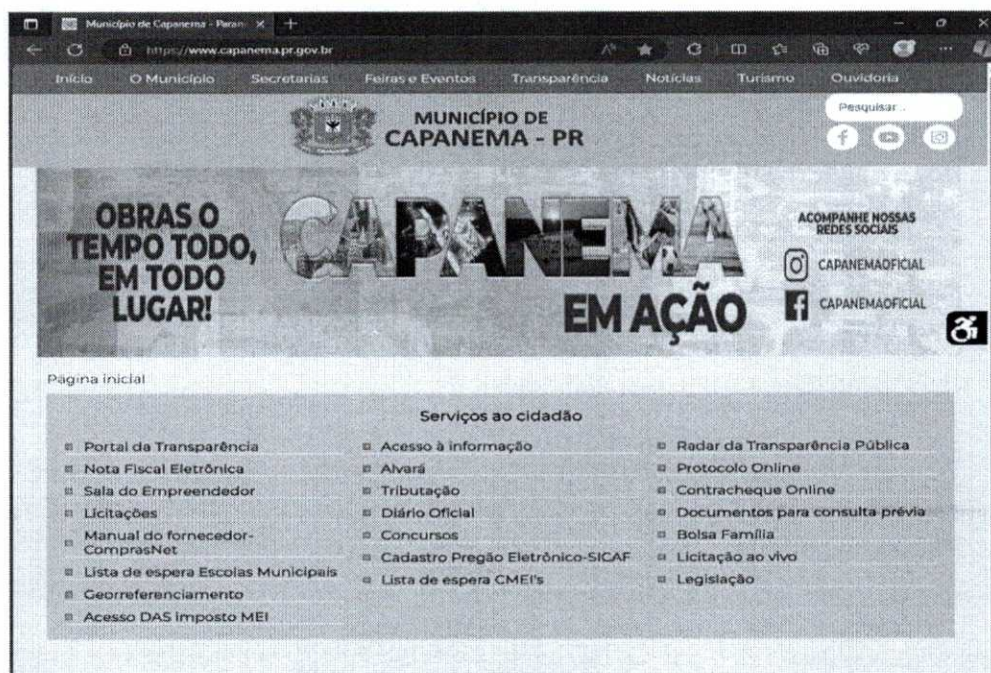 Município de Capanema - Paran
https://www.capanema.pr.gov.br
Início O Município Secretarias Feiras e Eventos Transparência Notícias Turismo Ouvidoria
MUNICÍPIO DE
CAPANEMA - PR
Pesquisar...
OBRAS O
TEMPO TODO,
EM TODO
LUGAR!
CAPANEMA
EM AÇÃO
ACOMPANHE NOSSAS
REDES SOCIAIS
CAPANEMAOFICIAL
CAPANEMAOFICIAL
Página inicial
Serviços ao cidadão
Portal da Transparência
Nota Fiscal Eletrônica
Sala do Empreendedor
Licitações
Manual do fornecedor-
ComprasNet
Lista de espera Escolas Municipais
Georreferenciamento
Acesso DAS imposto MEI
Acesso à informação
Alvará
Tributação
Diário Oficial
Concursos
Cadastro Pregão Eletrônico-SICAF
Lista de espera CMEI's
Radar da Transparência Pública
Protocolo Online
Contracheque Online
Documentos para consulta prévia
Bolsa Família
Licitação ao vivo
Legislação